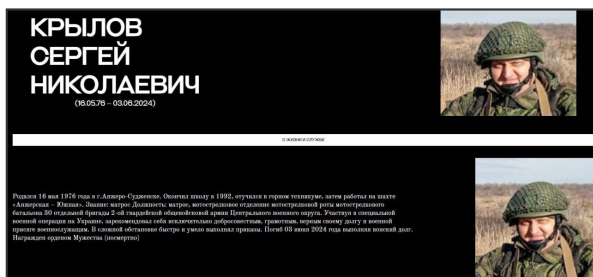 КРЫЛОВ
СЕРГЕЙ
НИКОЛАЕВИЧ
(16.05.76 – 03.06.2024)
О ЖИЗНИ И СЛУЖБЕ
Родился 16 мая 1976 года в г.Анжеро-Судженске. Окончил школу в 1992, отучился в горном техникуме, затем работал на шахте
«Анжерская – Южная». Звание: матрос Должность: матрос, мотострелковое отделение мотострелковой роты мотострелкового
батальона 30 отдельной бригады 2-ой гвардейской общевойсковой армии Центрального военного округа. Участвуя в специальной
военной операции на Украине, зарекомендовал себя исключительно добросовестным, грамотным, верным своему долгу и военной
присяге военнослужащим. В сложной обстановке быстро и умело выполнял приказы. Погиб 03 июня 2024 года выполняя воинский долг.
Награжден орденом Мужества (посмертно)